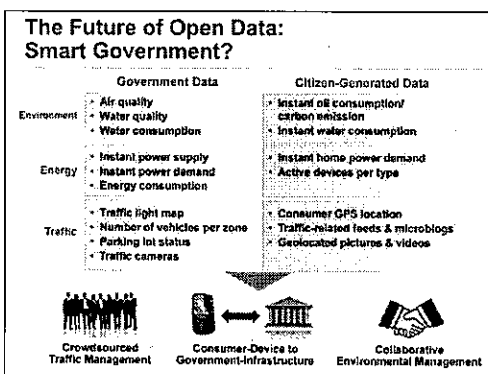 The Future of Open Data:
Smart Government?
Government Data
Citizen-Generated Data
Environment
• Air quality
• Water quality
• Water consumption
• Instant oil consumption/
carbon emission
• Instant water consumption
Energy
• Instant power supply
• Instant power demand
• Energy consumption
• Instant home power demand
• Active devices per type
Traffic
• Traffic light map
• Number of vehicles per zone
• Parking lot status
• Traffic cameras
• Consumer GPS location
• Traffic-related feeds & microblogs
• Geolocated pictures & videos
Crowdsourced
Traffic Management
Consumer-Device to
Government-Infrastructure
Collaborative
Environmental Management